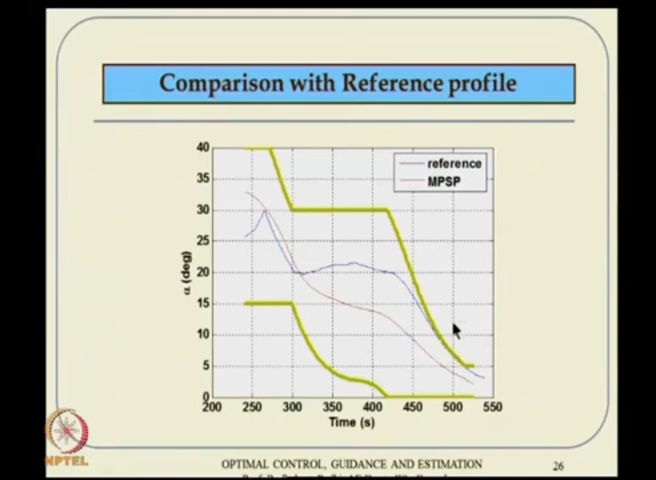 Comparison with Reference profile
reference
MPSP
40
35
30
25
20
15
10
5
0
α (deg)
200 250 300 350 400 450 500 550
Time (s)
NPTEL
OPTIMAL CONTROL, GUIDANCE AND ESTIMATION
26